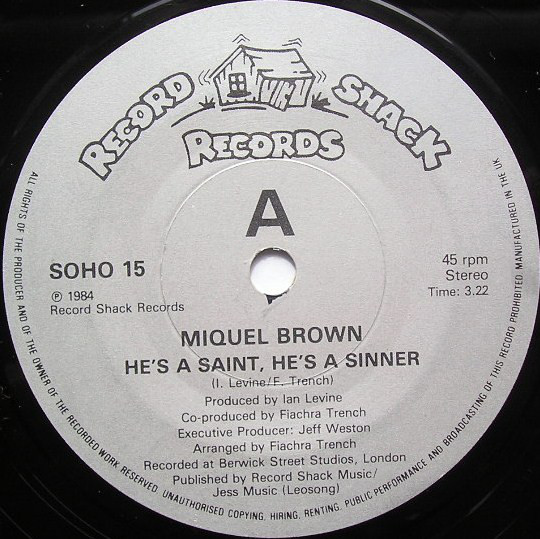 RECORD SHACK
RECORDS
A
SOHO 15
℗ 1984
Record Shack Records
45 rpm
Stereo
Time: 3.22
MIQUEL BROWN
HE'S A SAINT, HE'S A SINNER
(I. Levine/F. Trench)
Produced by Ian Levine
Co-produced by Fiachra Trench
Executive Producer: Jeff Weston
Arranged by Fiachra Trench
Recorded at Berwick Street Studios, London
Published by Record Shack Music/
Jess Music (Leosong)
ALL RIGHTS OF THE PRODUCER AND OF THE OWNER OF THE RECORDED WORK RESERVED. UNAUTHORISED COPYING, HIRING, RENTING, PUBLIC PERFORMANCE AND BROADCASTING OF THIS RECORD PROHIBITED. MANUFACTURED IN THE UK.